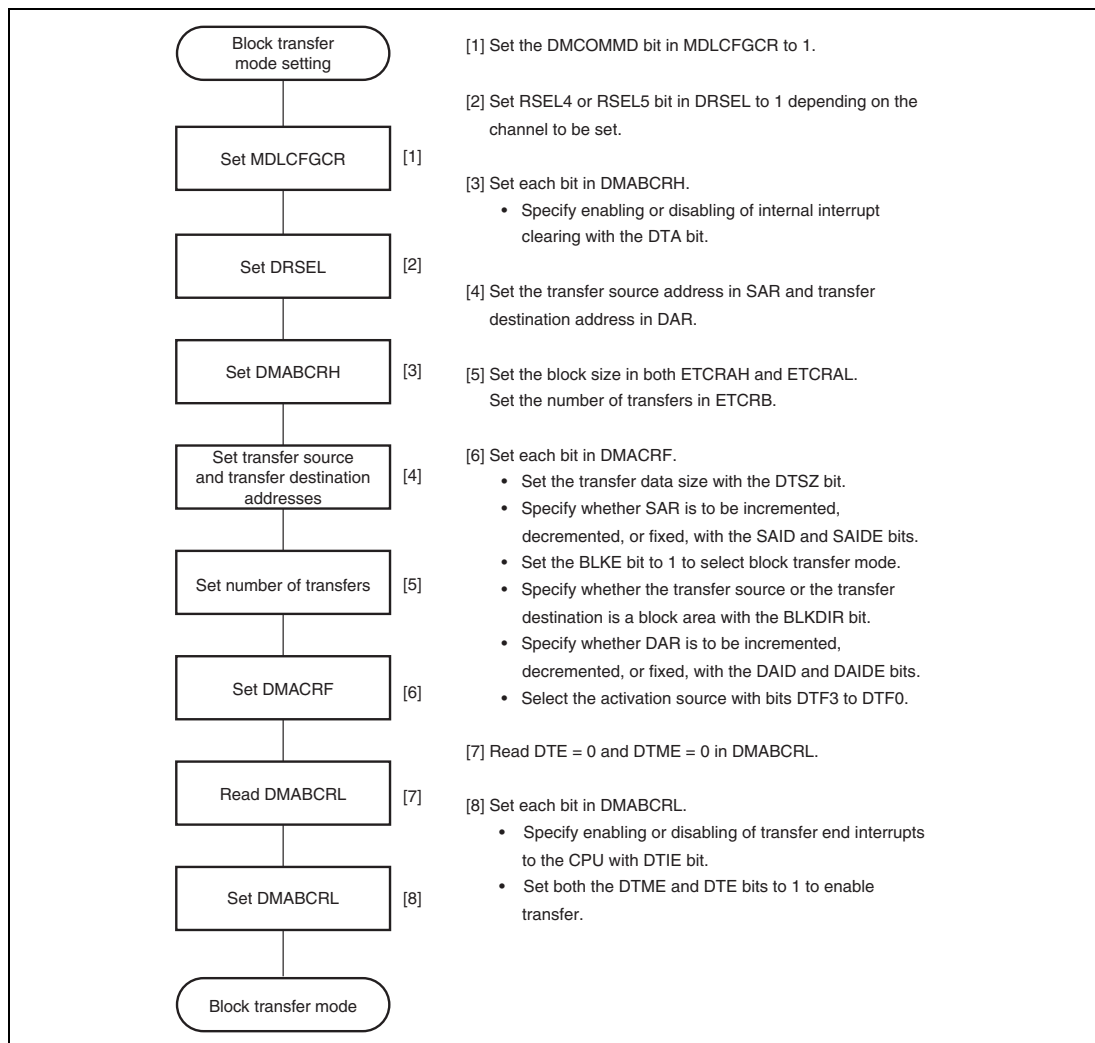 Block transfer
mode setting
Set MDLCFGCR
[1]
Set DRSEL
[2]
Set DMABCRH
[3]
Set transfer source
and transfer destination
addresses
[4]
Set number of transfers
[5]
Set DMACRF
[6]
Read DMABCRL
[7]
Set DMABCRL
[8]
Block transfer mode
[1] Set the DMCOMMD bit in MDLCFGCR to 1.
[2] Set RSEL4 or RSEL5 bit in DRSEL to 1 depending on the
channel to be set.
[3] Set each bit in DMABCRH.
• Specify enabling or disabling of internal interrupt
clearing with the DTA bit.
[4] Set the transfer source address in SAR and transfer
destination address in DAR.
[5] Set the block size in both ETCRAH and ETCRAL.
Set the number of transfers in ETCRB.
[6] Set each bit in DMACRF.
• Set the transfer data size with the DTSZ bit.
• Specify whether SAR is to be incremented,
decremented, or fixed, with the SAID and SAIDE bits.
• Set the BLKE bit to 1 to select block transfer mode.
• Specify whether the transfer source or the transfer
destination is a block area with the BLKDIR bit.
• Specify whether DAR is to be incremented,
decremented, or fixed, with the DAID and DAIDE bits.
• Select the activation source with bits DTF3 to DTF0.
[7] Read DTE = 0 and DTME = 0 in DMABCRL.
[8] Set each bit in DMABCRL.
• Specify enabling or disabling of transfer end interrupts
to the CPU with DTIE bit.
• Set both the DTME and DTE bits to 1 to enable
transfer.